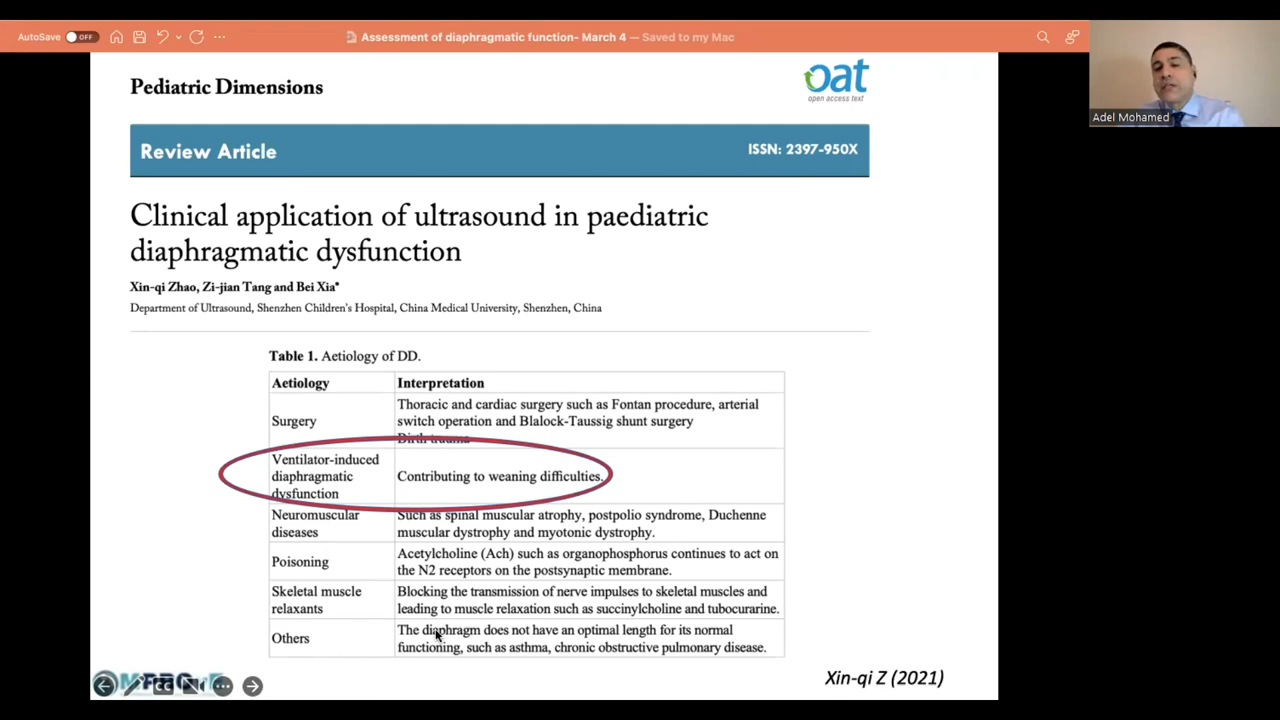 AutoSave OFF
Assessment of diaphragmatic function- March 4 — Saved to my Mac
Adel Mohamed
Pediatric Dimensions
oat
open access text
Review Article
ISSN: 2397-950X
Clinical application of ultrasound in paediatric
diaphragmatic dysfunction
Xin-qi Zhao, Zi-jian Tang and Bei Xia*
Department of Ultrasound, Shenzhen Children's Hospital, China Medical University, Shenzhen, China
Table 1. Aetiology of DD.
Aetiology
Interpretation
Surgery
Thoracic and cardiac surgery such as Fontan procedure, arterial
switch operation and Blalock-Taussig shunt surgery
Birth trauma
Ventilator-induced
diaphragmatic
dysfunction
Contributing to weaning difficulties.
Neuromuscular
diseases
Such as spinal muscular atrophy, postpolio syndrome, Duchenne
muscular dystrophy and myotonic dystrophy.
Poisoning
Acetylcholine (Ach) such as organophosphorus continues to act on
the N2 receptors on the postsynaptic membrane.
Skeletal muscle
relaxants
Blocking the transmission of nerve impulses to skeletal muscles and
leading to muscle relaxation such as succinylcholine and tubocurarine.
Others
The diaphragm does not have an optimal length for its normal
functioning, such as asthma, chronic obstructive pulmonary disease.
CC
Xin-qi Z (2021)